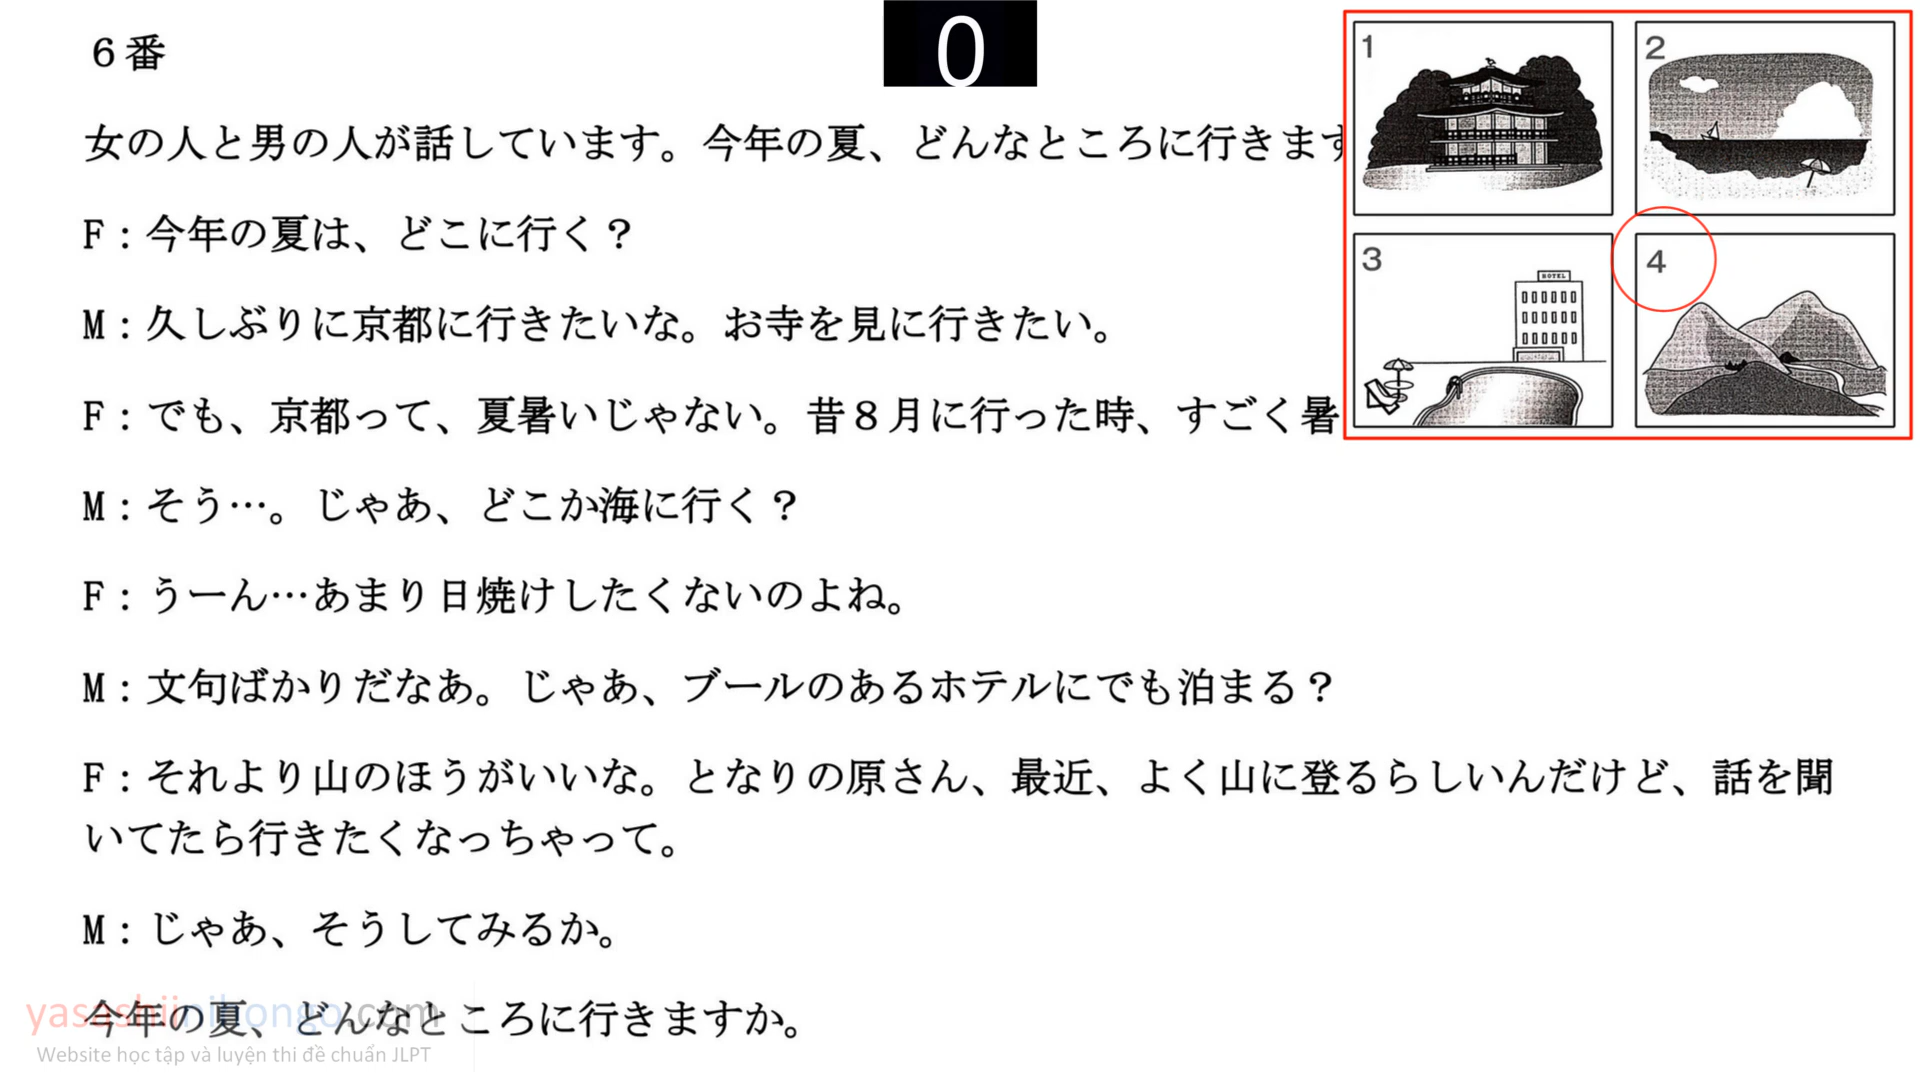 6番
0
女の人と男の人が話しています。今年の夏、どんなところに行きます
F：今年の夏は、どこに行く？
M：久しぶりに京都に行きたいな。お寺を見に行きたい。
F：でも、京都って、夏暑いじゃない。昔８月に行った時、すごく暑
M：そう…。じゃあ、どこか海に行く？
F：うーん…あまり日焼けしたくないのよね。
M：文句ばかりだなあ。じゃあ、プールのあるホテルにでも泊まる？
F：それより山のほうがいいな。となりの原さん、最近、よく山に登るらしいんだけど、話を聞
いてたら行きたくなっちゃって。
M：じゃあ、そうしてみるか。
今年の夏、どんなところに行きますか。
1
2
3
HOTEL
4
yasashiinihongo.com
Website học tập và luyện thi đề chuẩn JLPT